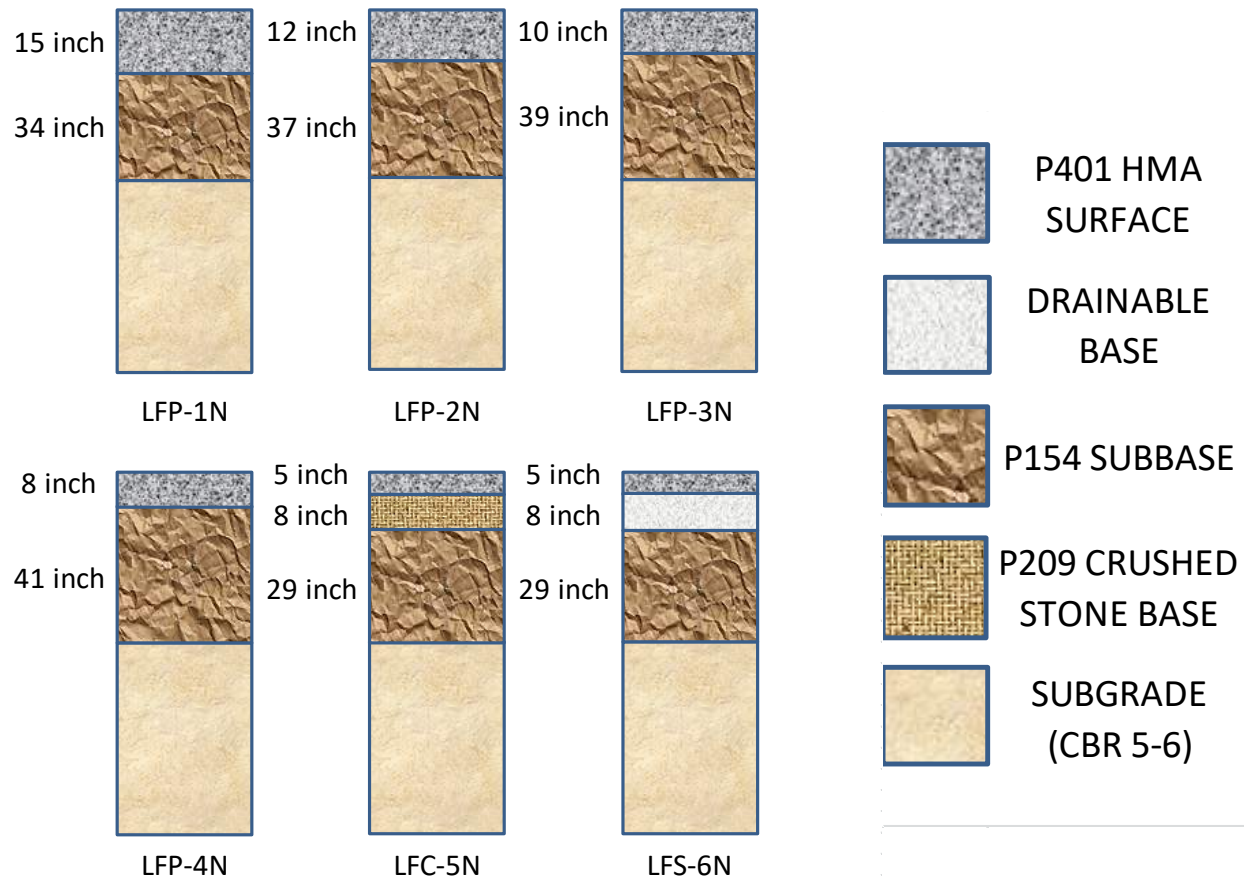 15 inch
34 inch
LFP-1N
12 inch
37 inch
LFP-2N
10 inch
39 inch
LFP-3N
8 inch
41 inch
LFP-4N
5 inch
8 inch
29 inch
LFC-5N
5 inch
8 inch
29 inch
LFS-6N
P401 HMA
SURFACE
DRAINABLE
BASE
P154 SUBBASE
P209 CRUSHED
STONE BASE
SUBGRADE
(CBR 5-6)